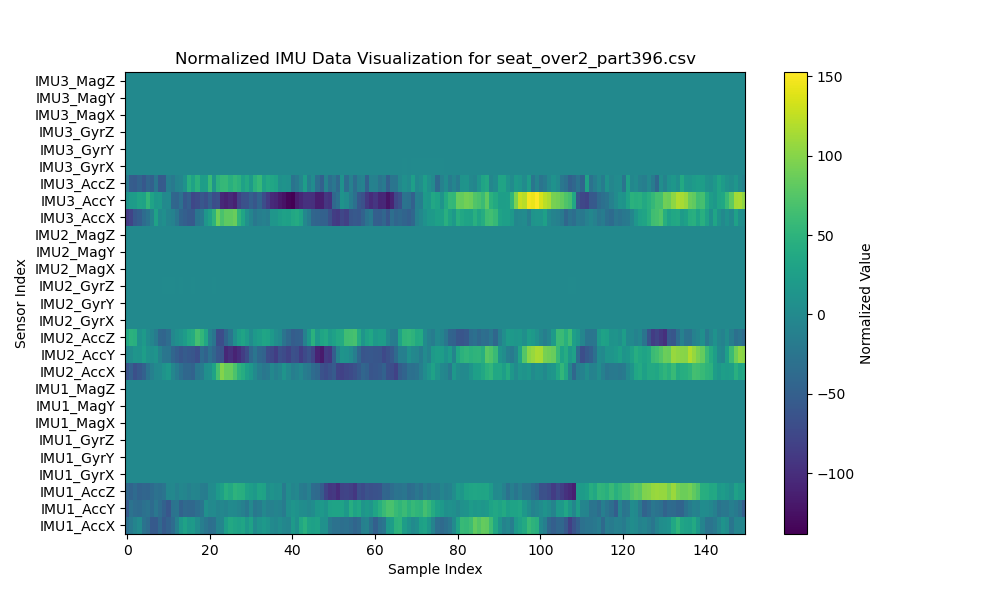 Normalized IMU Data Visualization for seat_over2_part396.csv
IMU3_MagZ
IMU3_MagY
IMU3_MagX
IMU3_GyrZ
IMU3_GyrY
IMU3_GyrX
IMU3_AccZ
IMU3_AccY
IMU3_AccX
IMU2_MagZ
IMU2_MagY
IMU2_MagX
IMU2_GyrZ
IMU2_GyrY
IMU2_GyrX
IMU2_AccZ
IMU2_AccY
IMU2_AccX
IMU1_MagZ
IMU1_MagY
IMU1_MagX
IMU1_GyrZ
IMU1_GyrY
IMU1_GyrX
IMU1_AccZ
IMU1_AccY
IMU1_AccX
Sensor Index
0 20 40 60 80 100 120 140
Sample Index
150
100
50
0
−50
−100
Normalized Value